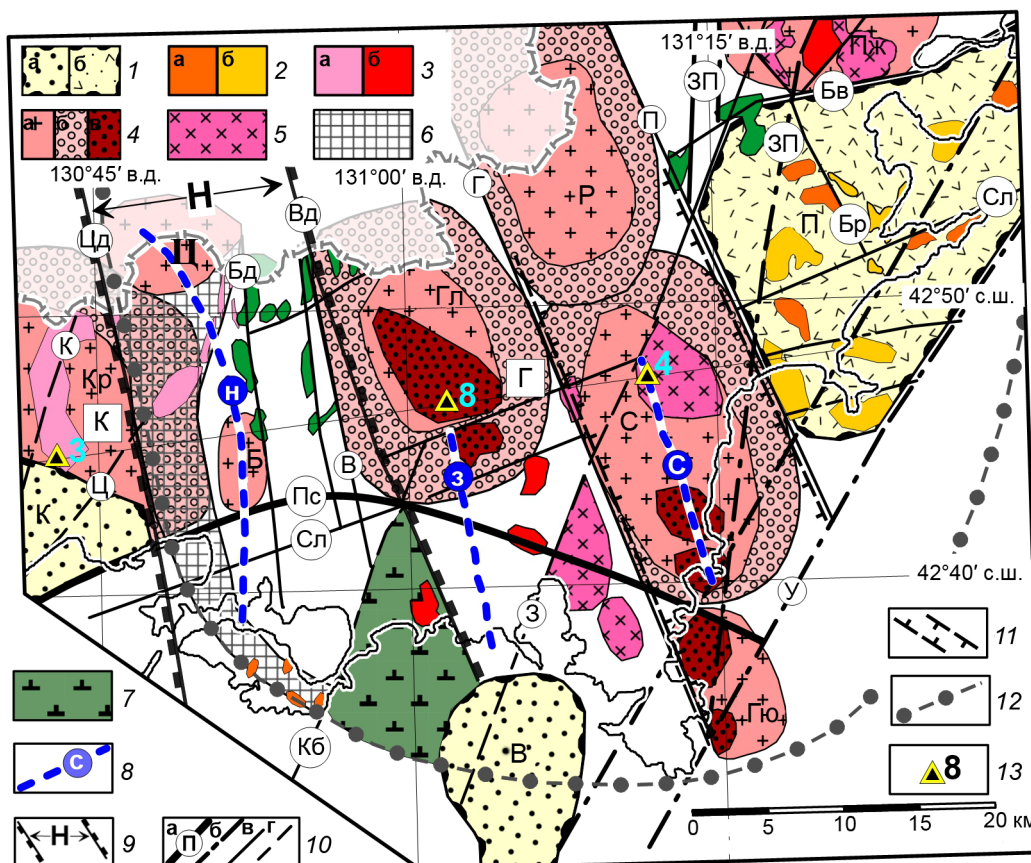 а б 1
а б 2
а б 3
131°15′ в.д.
ЗП
Пж
Бв
а б в 4
5
6
П
ЗП
130°45′ в.д.
Н
131°00′ в.д.
Г
Р
П
Бр
Сл
Цд
Ц
Вд
Бд
Гл
42°50′ с.ш.
К
Кр
К
Н
8
Г
4
С
3
Ц
Б
В
З
С
К
Пс
Сл
42°40′ с.ш.
З
У
11
7
Кб
В
Гю
12
С 8
8 13
Н 9
а б в г
П 10
0 5 10 15 20 км